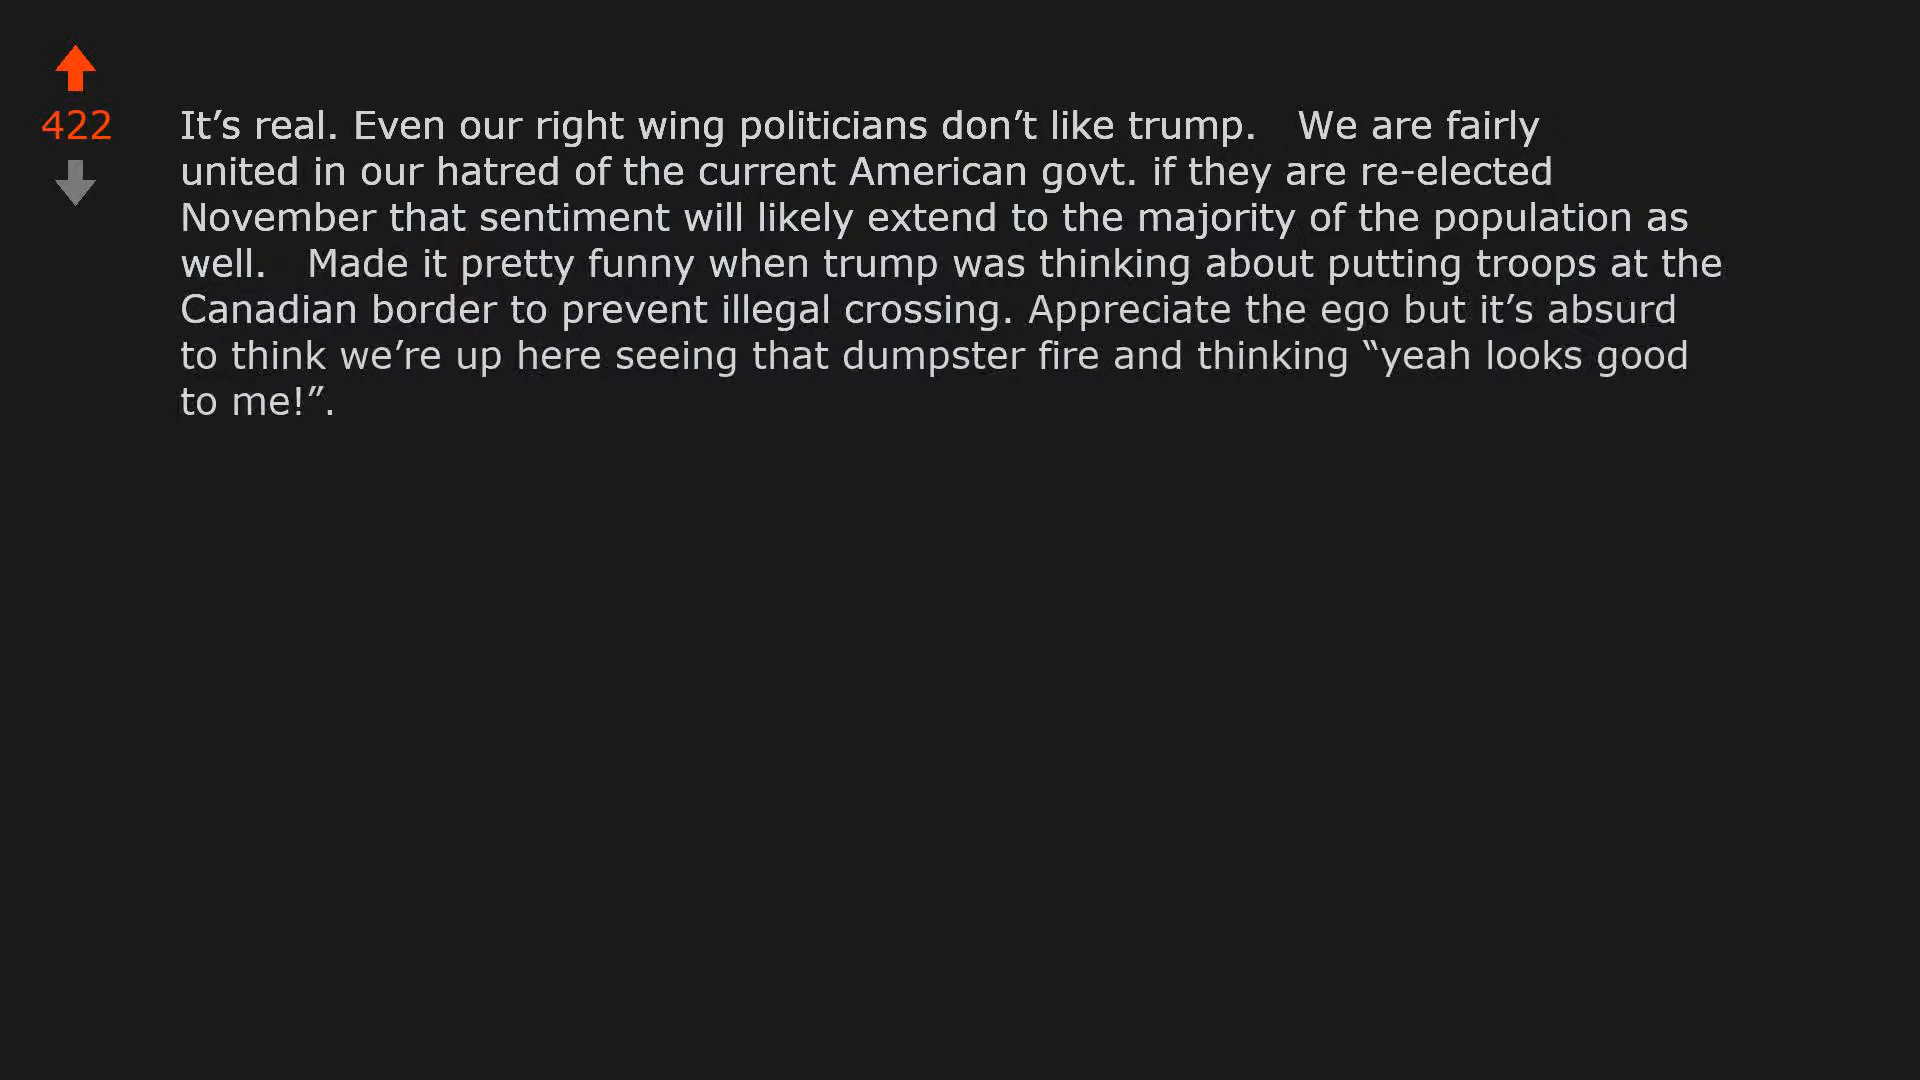 422
It’s real. Even our right wing politicians don’t like trump.   We are fairly
united in our hatred of the current American govt. if they are re-elected
November that sentiment will likely extend to the majority of the population as
well.   Made it pretty funny when trump was thinking about putting troops at the
Canadian border to prevent illegal crossing. Appreciate the ego but it’s absurd
to think we’re up here seeing that dumpster fire and thinking “yeah looks good
to me!”.